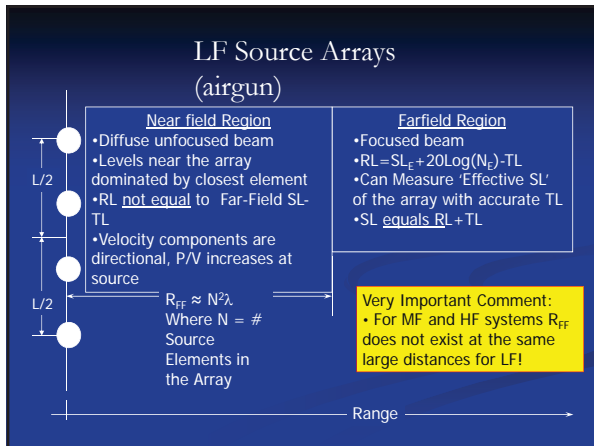 LF Source Arrays
(airgun)
Near field Region
•Diffuse unfocused beam
•Levels near the array
dominated by closest element
•RL not equal to Far-Field SL-
TL
•Velocity components are
directional, P/V increases at
source
Farfield Region
•Focused beam
•RL=SL_E+20Log(N_E)-TL
•Can Measure 'Effective SL'
of the array with accurate TL
•SL equals RL+TL
L/2
L/2
R_FF ≈ N²λ
Where N = #
Source
Elements in
the Array
Very Important Comment:
• For MF and HF systems R_FF
does not exist at the same
large distances for LF!
Range